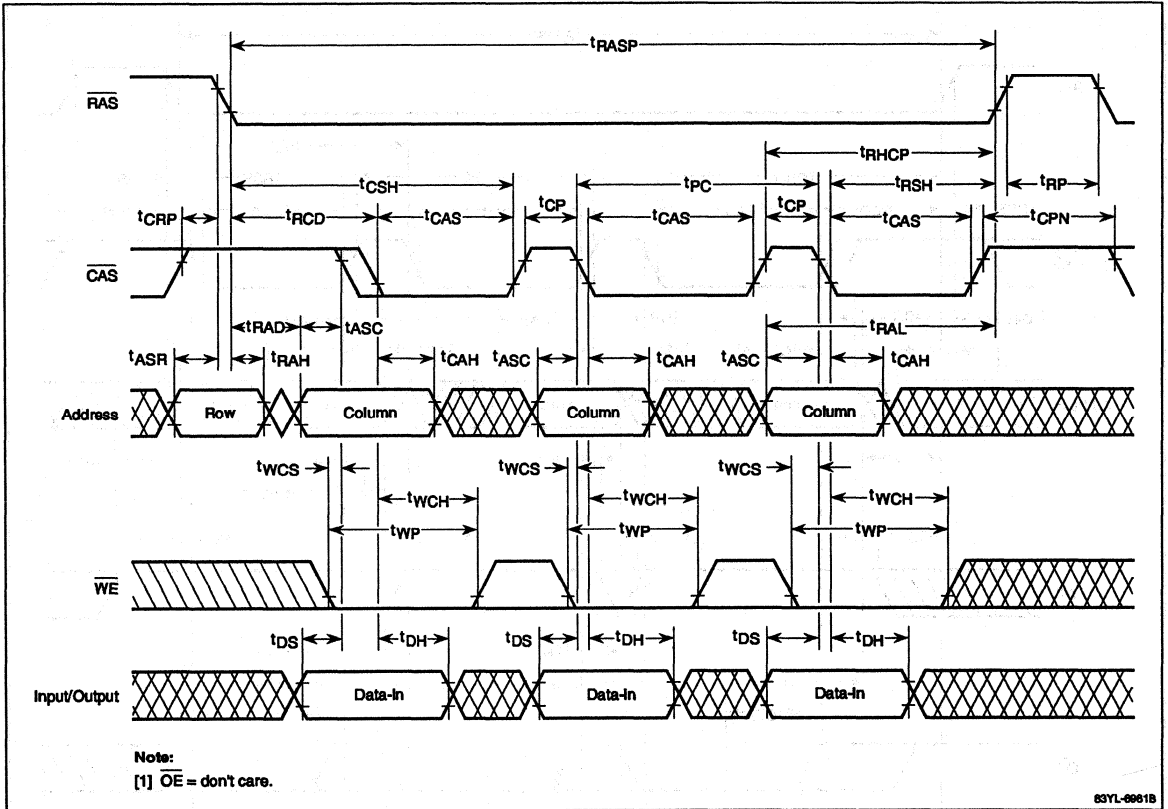 tRASP
RAS
tRHCP
tCSH
tPC
tRSH
tRP
tCRP
tRCD
tCAS
tCP
tCAS
tCP
tCAS
tCPN
CAS
tRAD
tASC
tRAL
tASR
tRAH
tCAH
tASC
tCAH
tASC
tCAH
Address
Row
Column
Column
Column
tWCS
tWCS
tWCS
tWCH
tWCH
tWCH
tWP
tWP
tWP
WE
tDS
tDH
tDS
tDH
tDS
tDH
Input/Output
Data-In
Data-In
Data-In
Note:
[1] OE = don't care.
83YL-6961B